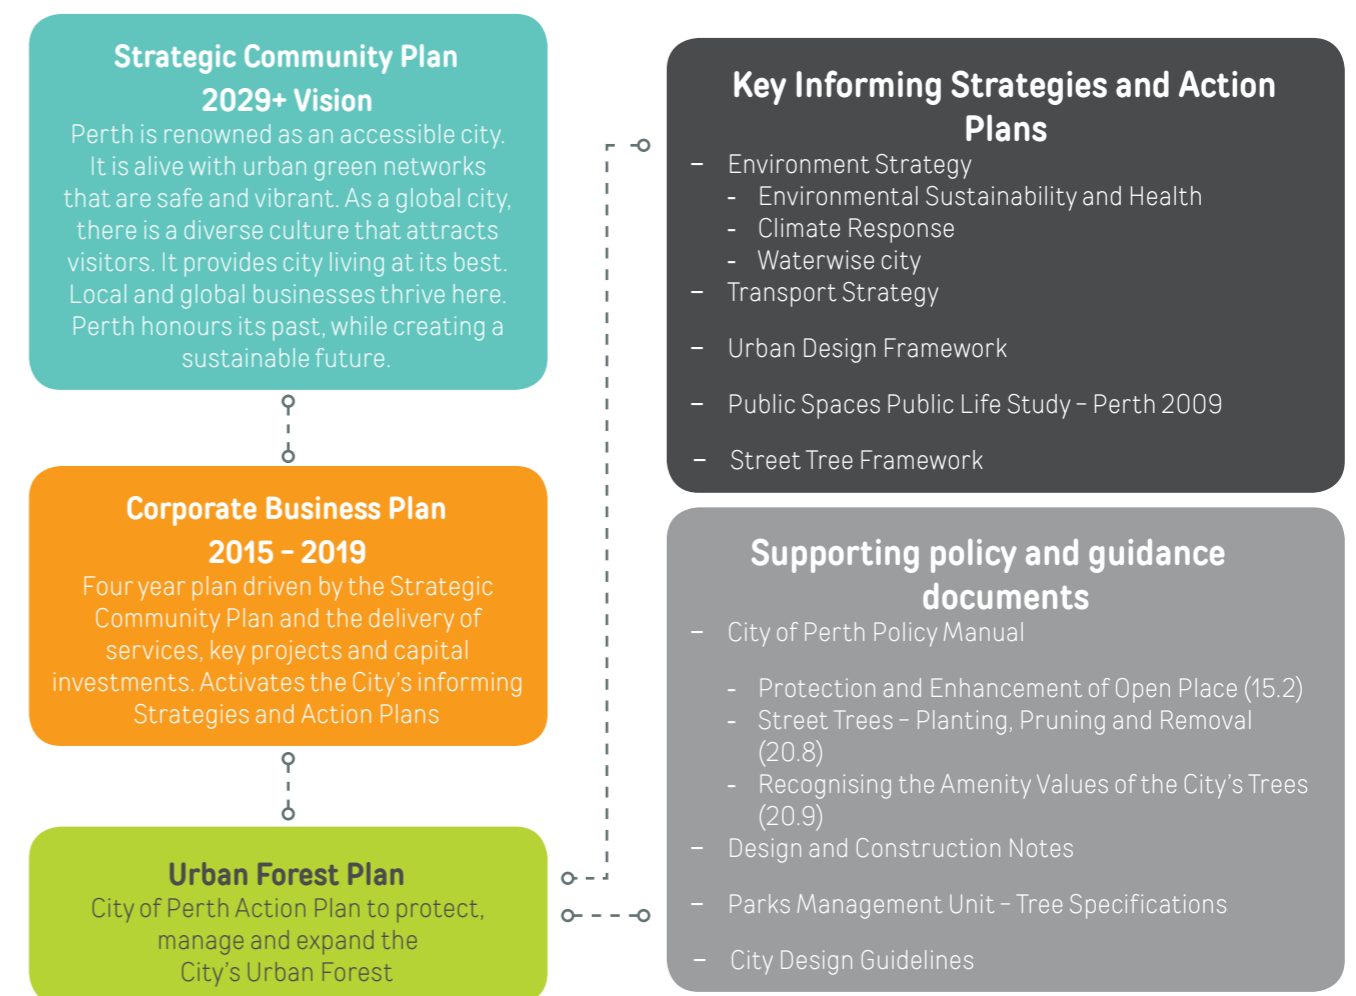 Strategic Community Plan
2029+ Vision
Perth is renowned as an accessible city.
It is alive with urban green networks
that are safe and vibrant. As a global city,
there is a diverse culture that attracts
visitors. It provides city living at its best.
Local and global businesses thrive here.
Perth honours its past, while creating a
sustainable future.
Corporate Business Plan
2015 – 2019
Four year plan driven by the Strategic
Community Plan and the delivery of
services, key projects and capital
investments. Activates the City's informing
Strategies and Action Plans
Urban Forest Plan
City of Perth Action Plan to protect,
manage and expand the
City's Urban Forest
Key Informing Strategies and Action
Plans
– Environment Strategy
- Environmental Sustainability and Health
- Climate Response
- Waterwise city
– Transport Strategy
– Urban Design Framework
– Public Spaces Public Life Study – Perth 2009
– Street Tree Framework
Supporting policy and guidance
documents
– City of Perth Policy Manual
- Protection and Enhancement of Open Place (15.2)
- Street Trees – Planting, Pruning and Removal
(20.8)
- Recognising the Amenity Values of the City's Trees
(20.9)
– Design and Construction Notes
– Parks Management Unit – Tree Specifications
– City Design Guidelines